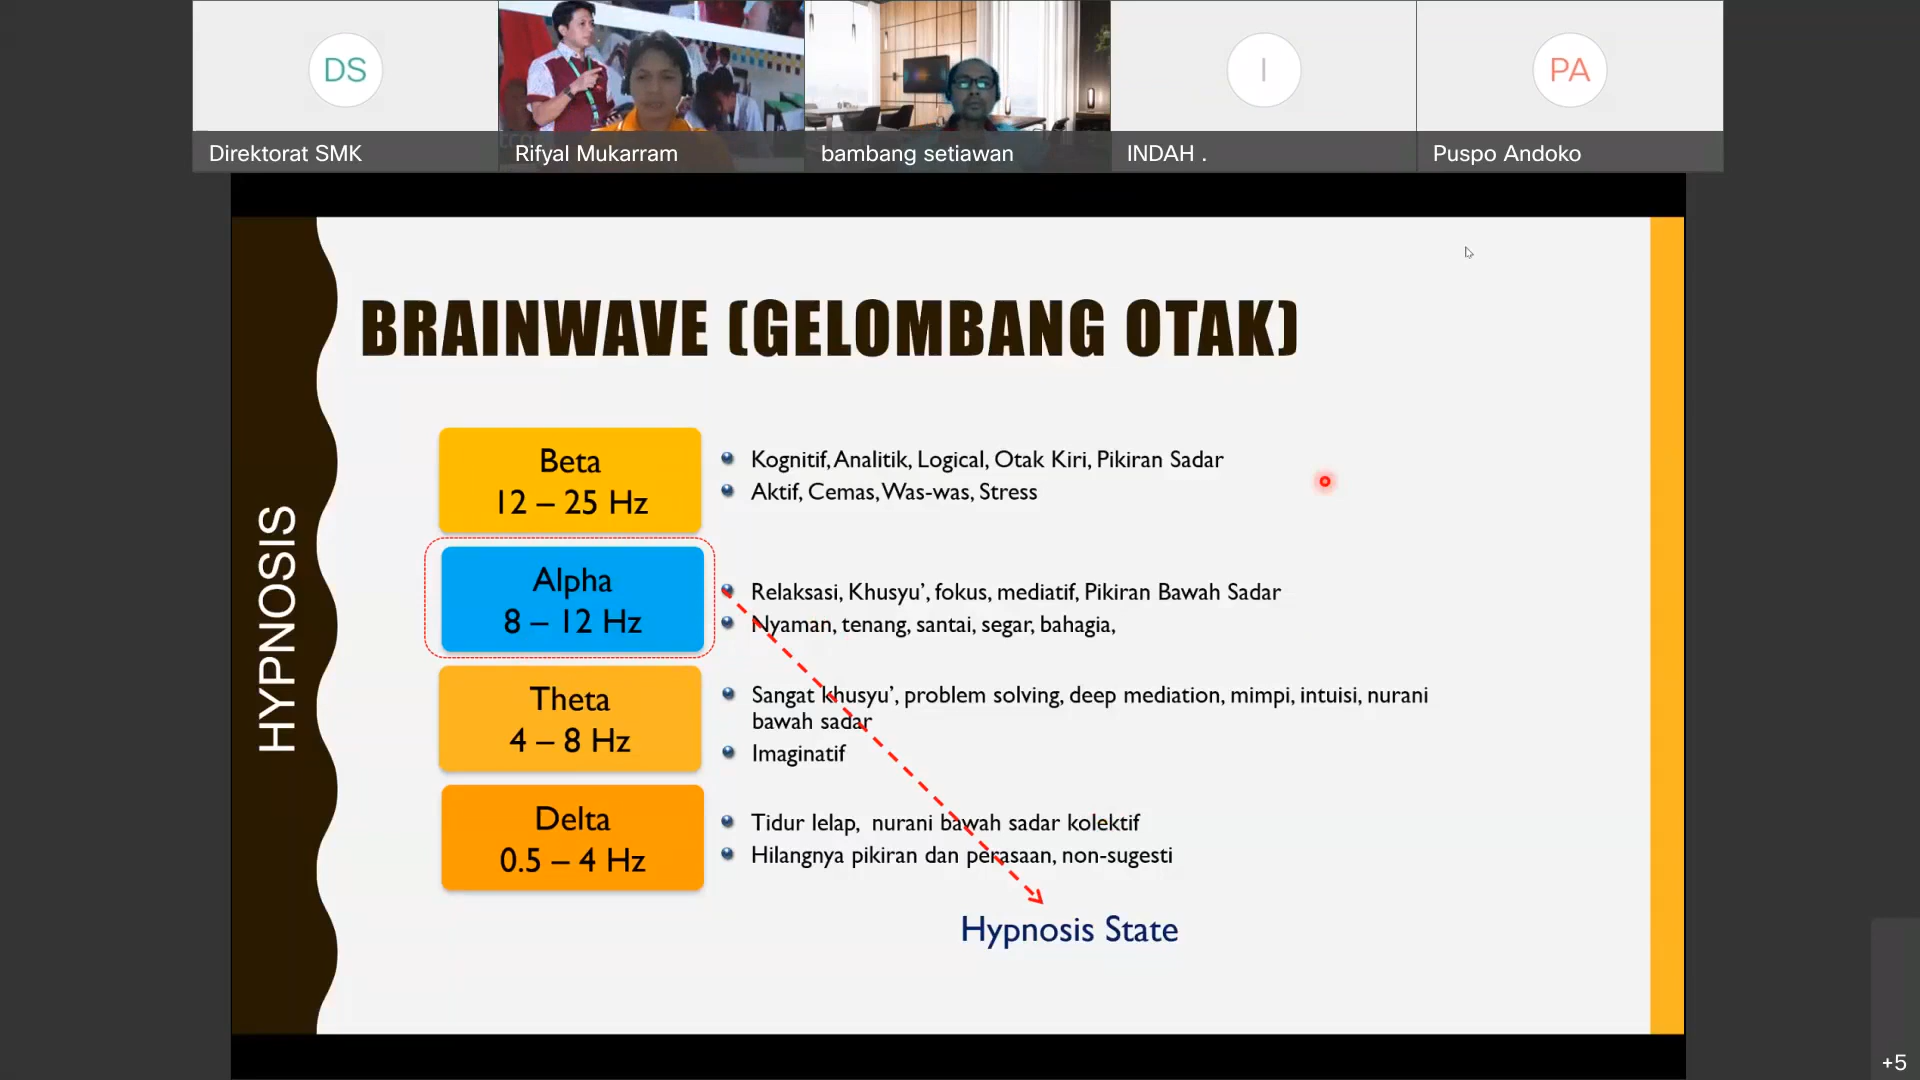 DS
I
PA
Direktorat SMK
Rifyal Mukarram
bambang setiawan
INDAH .
Puspo Andoko
HYPNOSIS
BRAINWAVE (GELOMBANG OTAK)
Beta
12 – 25 Hz
Kognitif, Analitik, Logical, Otak Kiri, Pikiran Sadar
Aktif, Cemas, Was-was, Stress
Alpha
8 – 12 Hz
Relaksasi, Khusyu’, fokus, mediatif, Pikiran Bawah Sadar
Nyaman, tenang, santai, segar, bahagia,
Theta
4 – 8 Hz
Sangat khusyu’, problem solving, deep mediation, mimpi, intuisi, nurani
bawah sadar
Imaginatif
Delta
0.5 – 4 Hz
Tidur lelap, nurani bawah sadar kolektif
Hilangnya pikiran dan perasaan, non-sugesti
Hypnosis State
+5